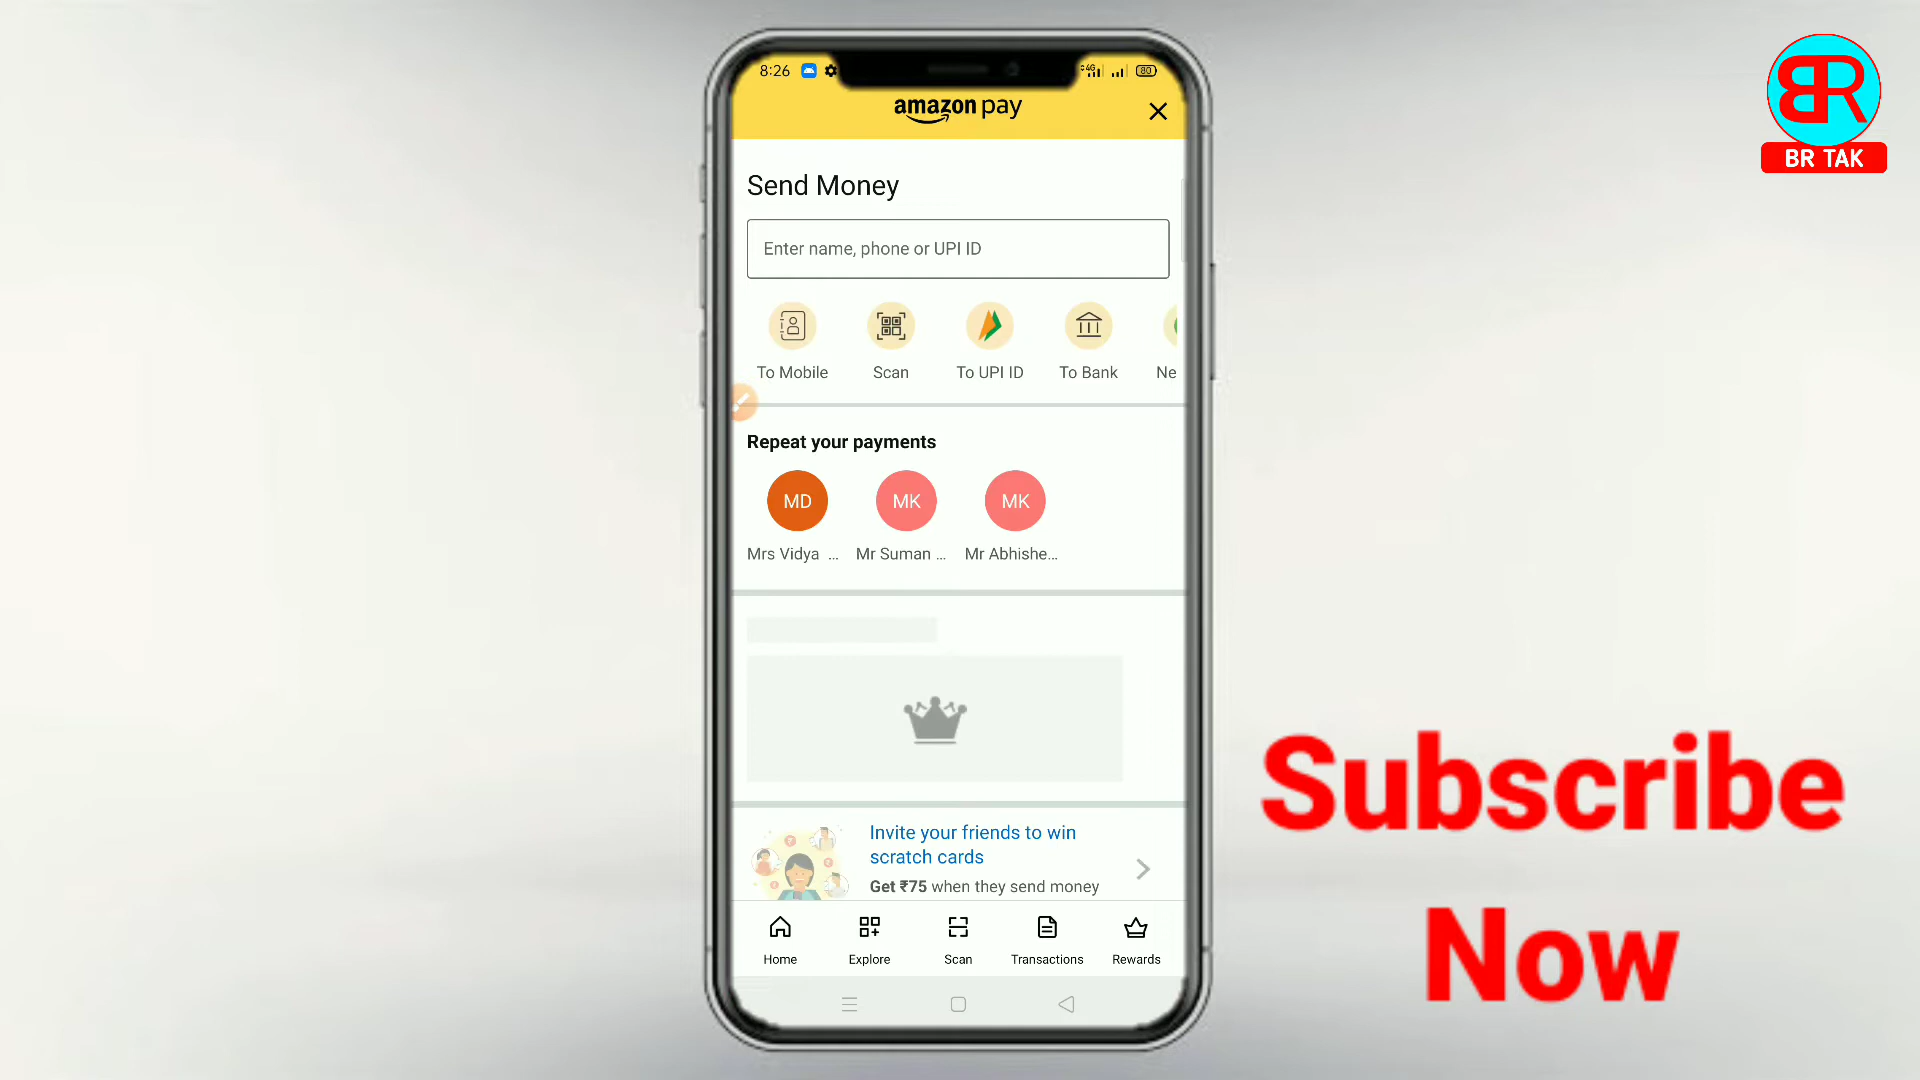 8:26
4G
80
amazon pay
Send Money
Enter name, phone or UPI ID
To Mobile
Scan
To UPI ID
To Bank
Ne
Repeat your payments
MD
MK
MK
Mrs Vidya ...
Mr Suman ...
Mr Abhishe...
Invite your friends to win
scratch cards
Get ₹75 when they send money
Home
Explore
Scan
Transactions
Rewards
BR
BR TAK
Subscribe
Now